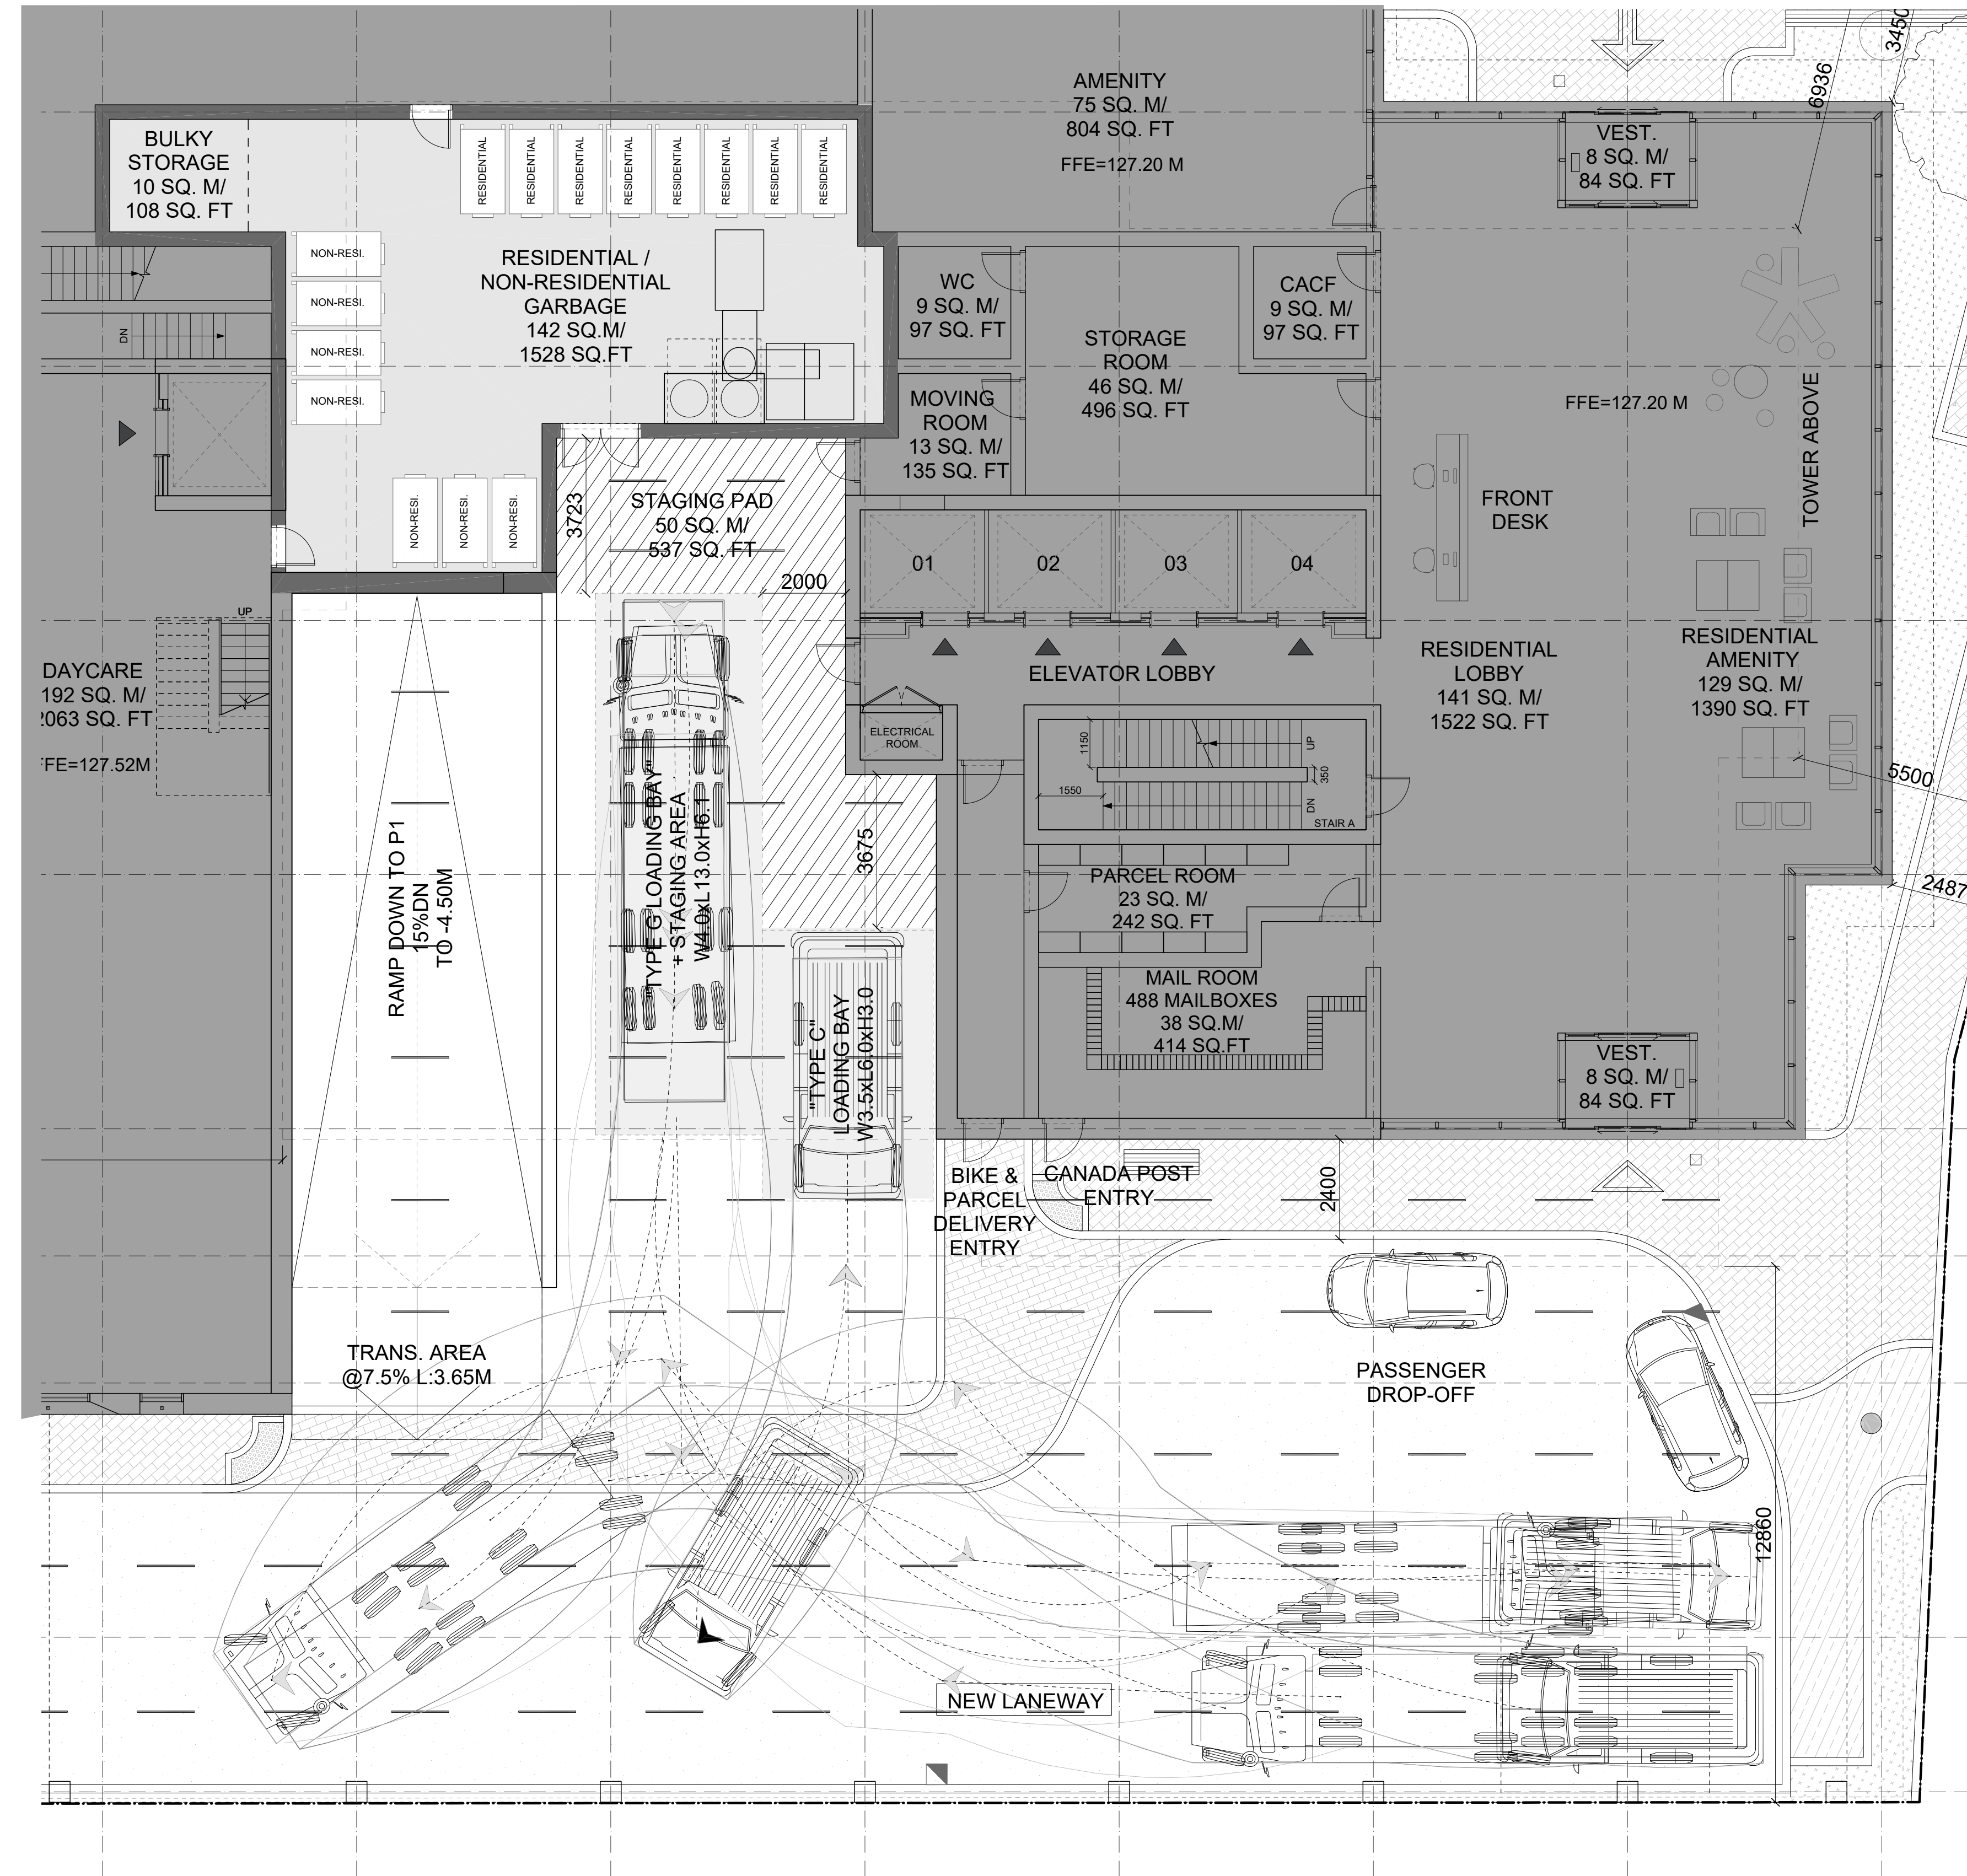 3450
6936
AMENITY
75 SQ. M/
804 SQ. FT
FFE=127.20 M
VEST.
8 SQ. M/
84 SQ. FT
BULKY
STORAGE
10 SQ. M/
108 SQ. FT
RESIDENTIAL
RESIDENTIAL
RESIDENTIAL
RESIDENTIAL
RESIDENTIAL
RESIDENTIAL
RESIDENTIAL
RESIDENTIAL
NON-RESI.
NON-RESI.
NON-RESI.
NON-RESI.
RESIDENTIAL /
NON-RESIDENTIAL
GARBAGE
142 SQ.M/
1528 SQ.FT
WC
9 SQ. M/
97 SQ. FT
CACF
9 SQ. M/
97 SQ. FT
STORAGE
ROOM
46 SQ. M/
496 SQ. FT
MOVING
ROOM
13 SQ. M/
135 SQ. FT
DN
FFE=127.20 M
TOWER ABOVE
FRONT
DESK
NON-RESI.
NON-RESI.
NON-RESI.
3723
STAGING PAD
50 SQ. M/
537 SQ. FT
2000
01
02
03
04
ELEVATOR LOBBY
UP
DAYCARE
192 SQ. M/
2063 SQ. FT
FFE=127.52M
RESIDENTIAL
LOBBY
141 SQ. M/
1522 SQ. FT
RESIDENTIAL
AMENITY
129 SQ. M/
1390 SQ. FT
ELECTRICAL
ROOM
1150
UP
350
1550
DN
STAIR A
5500
2487
RAMP DOWN TO P1
15%DN
TO -4.50M
"TYPE G LOADING BAY"
+ STAGING AREA
W4.0xL13.0xH6.1
3675
PARCEL ROOM
23 SQ. M/
242 SQ. FT
MAIL ROOM
488 MAILBOXES
38 SQ.M/
414 SQ.FT
"TYPE C"
LOADING BAY
W3.5xL6.0xH3.0
VEST.
8 SQ. M/
84 SQ. FT
BIKE &
PARCEL
DELIVERY
ENTRY
CANADA POST
ENTRY
2400
TRANS. AREA
@7.5% L:3.65M
PASSENGER
DROP-OFF
12860
NEW LANEWAY